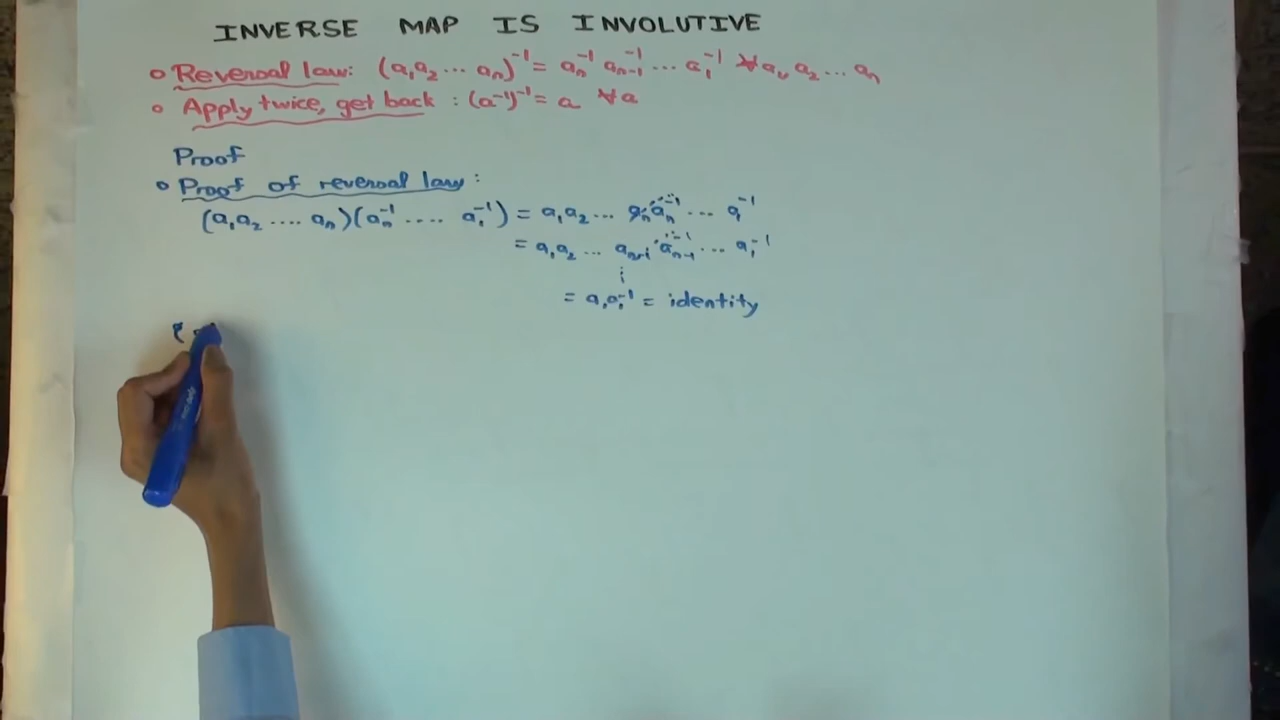 INVERSE MAP IS INVOLUTIVE
o Reversal law: (a₁a₂ ... aₙ)⁻¹ = aₙ⁻¹ aₙ₋₁⁻¹ ... a₁⁻¹ ∀ a₁, a₂ ... aₙ
o Apply twice, get back : (a⁻¹)⁻¹ = a ∀a
Proof
o Proof of reversal law :
(a₁a₂ .... aₙ)(aₙ⁻¹ .... a₁⁻¹) = a₁a₂ ... aₙaₙ⁻¹ ... a₁⁻¹
= a₁a₂ ... aₙ₋₁ aₙ₋₁⁻¹ ... a₁⁻¹
⋮
= a₁a₁⁻¹ = identity
(